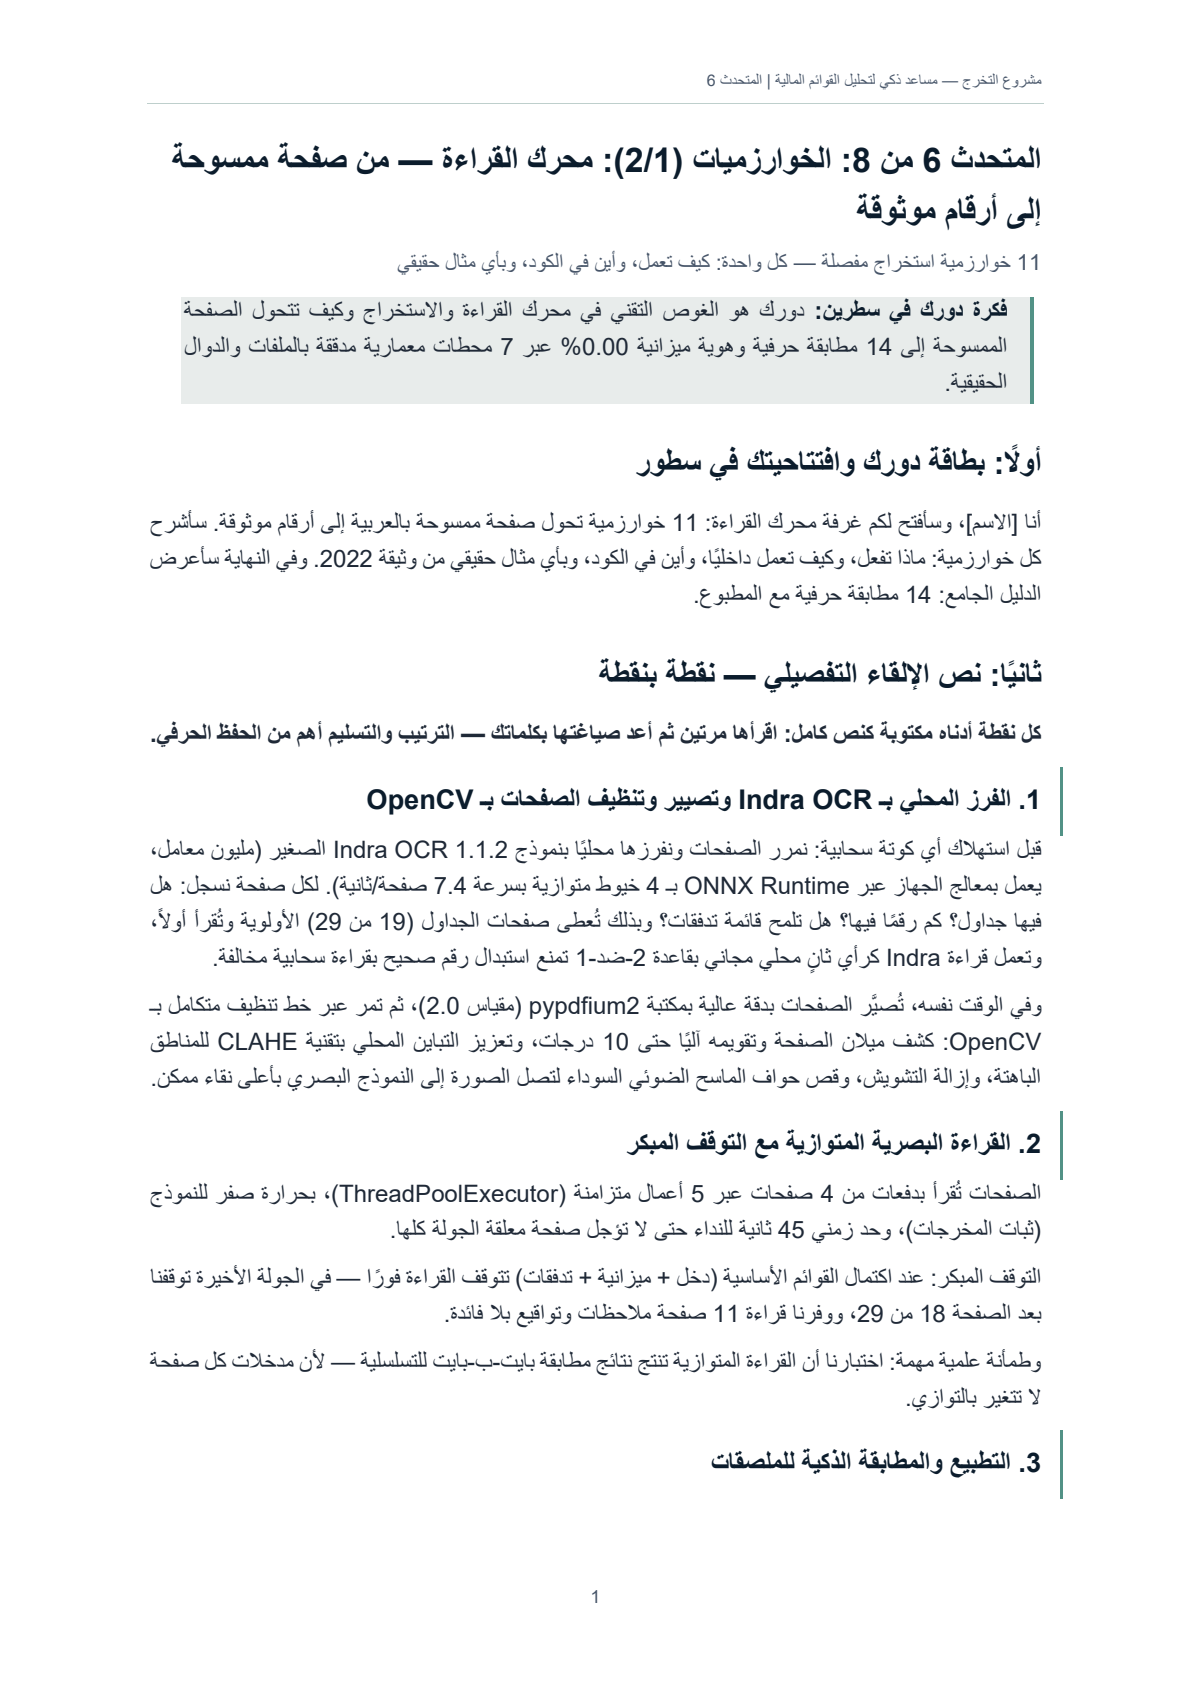 مشروع التخرج — مساعد ذكي لتحليل القوائم المالية | المتحدث 6
المتحدث 6 من 8: الخوارزميات (2/1): محرك القراءة — من صفحة ممسوحة
إلى أرقام موثوقة
11 خوارزمية استخراج مفصلة — كل واحدة: كيف تعمل، وأين في الكود، وبأي مثال حقيقي
فكرة دورك في سطرين: دورك هو الغوص التقني في محرك القراءة والاستخراج وكيف تتحول الصفحة
الممسوحة إلى 14 مطابقة حرفية وهوية ميزانية 0.00% عبر 7 محطات معمارية مدققة بالملفات والدوال
الحقيقية.
أولًا: بطاقة دورك وافتتاحيتك في سطور
أنا [الاسم]، وسأفتح لكم غرفة محرك القراءة: 11 خوارزمية تحول صفحة ممسوحة بالعربية إلى أرقام موثوقة. سأشرح
كل خوارزمية: ماذا تفعل، وكيف تعمل داخليًا، وأين في الكود، وبأي مثال حقيقي من وثيقة 2022. وفي النهاية سأعرض
الدليل الجامع: 14 مطابقة حرفية مع المطبوع.
ثانيًا: نص الإلقاء التفصيلي — نقطة بنقطة
كل نقطة أدناه مكتوبة كنص كامل: اقرأها مرتين ثم أعد صياغتها بكلماتك — الترتيب والتسليم أهم من الحفظ الحرفي.
1. الفرز المحلي بـ Indra OCR وتصيير وتنظيف الصفحات بـ OpenCV
قبل استهلاك أي كوتة سحابية: نمرر الصفحات ونفرزها محليًا بنموذج Indra OCR 1.1.2 الصغير (مليون معامل،
يعمل بمعالج الجهاز عبر ONNX Runtime بـ 4 خيوط متوازية بسرعة 7.4 صفحة/ثانية). لكل صفحة نسجل: هل
فيها جداول؟ كم رقمًا فيها؟ هل تلمح قائمة تدفقات؟ وبذلك تُعطى صفحات الجداول (19 من 29) الأولوية وتُقرأ أولاً،
وتعمل قراءة Indra كرأي ثانٍ محلي مجاني بقاعدة 2-ضد-1 تمنع استبدال رقم صحيح بقراءة سحابية مخالفة.
وفي الوقت نفسه، تُصيَّر الصفحات بدقة عالية بمكتبة pypdfium2 (مقياس 2.0)، ثم تمر عبر خط تنظيف متكامل بـ
OpenCV: كشف ميلان الصفحة وتقويمه آليًا حتى 10 درجات، وتعزيز التباين المحلي بتقنية CLAHE للمناطق
الباهتة، وإزالة التشويش، وقص حواف الماسح الضوئي السوداء لتصل الصورة إلى النموذج البصري بأعلى نقاء ممكن.
2. القراءة البصرية المتوازية مع التوقف المبكر
الصفحات تُقرأ بدفعات من 4 صفحات عبر 5 أعمال متزامنة (ThreadPoolExecutor)، بحرارة صفر للنموذج
(ثبات المخرجات)، وحد زمني 45 ثانية للنداء حتى لا تؤجل صفحة معلقة الجولة كلها.
التوقف المبكر: عند اكتمال القوائم الأساسية (دخل + ميزانية + تدفقات) تتوقف القراءة فورًا — في الجولة الأخيرة توقفنا
بعد الصفحة 18 من 29، ووفرنا قراءة 11 صفحة ملاحظات وتواقيع بلا فائدة.
وطمأنة علمية مهمة: اختبارنا أن القراءة المتوازية تنتج نتائج مطابقة بايت-ب-بايت للتسلسلية — لأن مدخلات كل صفحة
لا تتغير بالتوازي.
3. التطبيع والمطابقة الذكية للملصقات
1